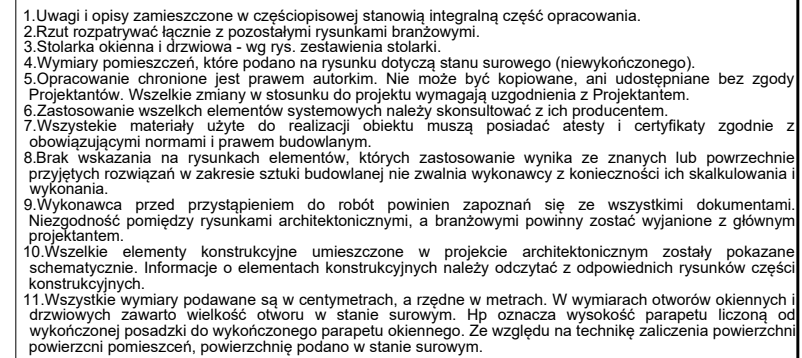 1.Uwagi i opisy zamieszczone w częściopisowej stanowią integralną część opracowania.
2.Rzut rozpatrywać łącznie z pozostałymi rysunkami branżowymi.
3.Stolarka okienna i drzwiowa - wg rys. zestawienia stolarki.
4.Wymiary pomieszczeń, które podano na rysunku dotyczą stanu surowego (niewykończonego).
5.Opracowanie chronione jest prawem autorkim. Nie może być kopiowane, ani udostępniane bez zgody
Projektantów. Wszelkie zmiany w stosunku do projektu wymagają uzgodnienia z Projektantem.
6.Zastosowanie wszelkch elementów systemowych należy skonsultować z ich producentem.
7.Wszystekie materiały użyte do realizacji obiektu muszą posiadać atesty i certyfikaty zgodnie z
obowiązującymi normami i prawem budowlanym.
8.Brak wskazania na rysunkach elementów, których zastosowanie wynika ze znanych lub powrzechnie
przyjętych rozwiązań w zakresie sztuki budowlanej nie zwalnia wykonawcy z konieczności ich skalkulowania i
wykonania.
9.Wykonawca przed przystąpieniem do robót powinien zapoznań się ze wszystkimi dokumentami.
Niezgodność pomiędzy rysunkami architektonicznymi, a branżowymi powinny zostać wyjanione z głównym
projektantem.
10.Wszelkie elementy konstrukcyjne umieszczone w projekcie architektonicznym zostały pokazane
schematycznie. Informacje o elementach konstrukcyjnych należy odczytać z odpowiednich rysunków części
konstrukcyjnych.
11.Wszystkie wymiary podawane są w centymetrach, a rzędne w metrach. W wymiarach otworów okiennych i
drzwiowych zawarto wielkość otworu w stanie surowym. Hp oznacza wysokość parapetu liczoną od
wykończonej posadzki do wykończonego parapetu okiennego. Ze względu na technikę zaliczenia powierzchni
powierzcni pomieszceń, powierzchnię podano w stanie surowym.